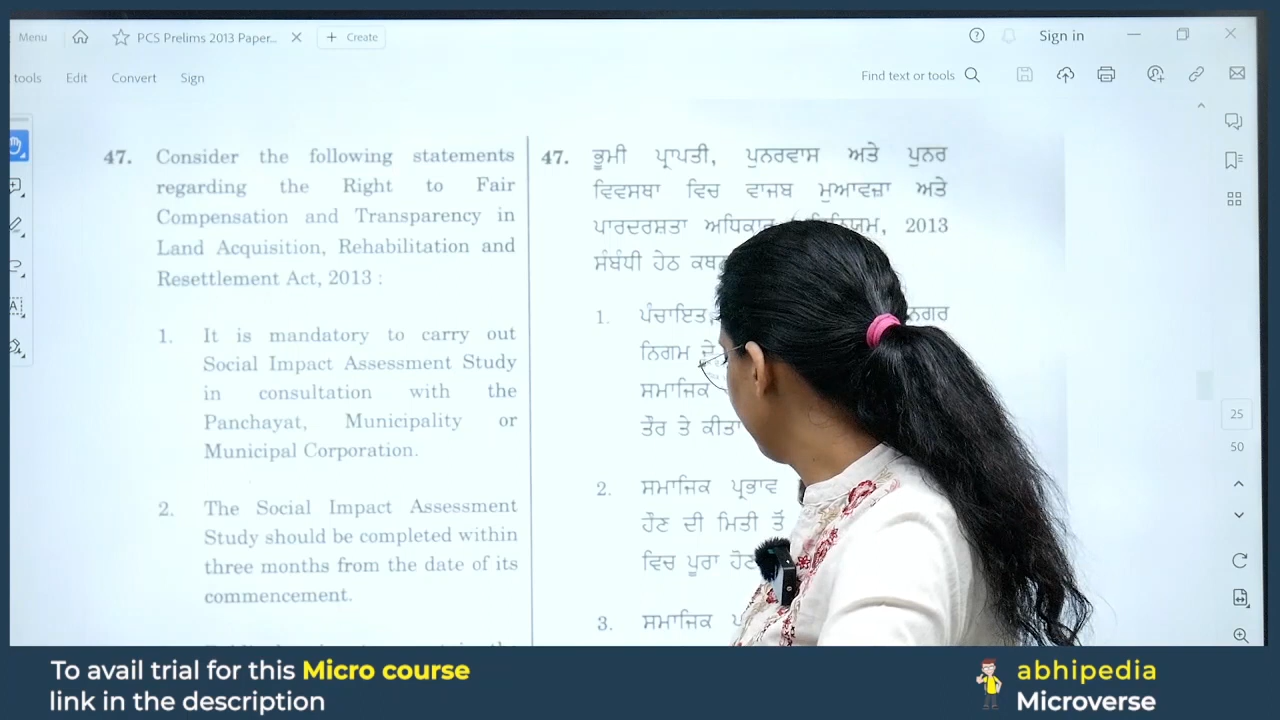 Menu
PCS Prelims 2013 Paper...
Create
Sign in
tools
Edit
Convert
Sign
Find text or tools
47. Consider the following statements
regarding the Right to Fair
Compensation and Transparency in
Land Acquisition, Rehabilitation and
Resettlement Act, 2013 :
1. It is mandatory to carry out
Social Impact Assessment Study
in consultation with the
Panchayat, Municipality or
Municipal Corporation.
2. The Social Impact Assessment
Study should be completed within
three months from the date of its
commencement.
47. ਭੂਮੀ ਪ੍ਰਾਪਤੀ, ਪੁਨਰਵਾਸ ਅਤੇ ਪੁਨਰ
ਵਿਵਸਥਾ ਵਿਚ ਵਾਜਬ ਮੁਆਵਜ਼ਾ ਅਤੇ
ਪਾਰਦਰਸ਼ਤਾ ਅਧਿਕਾਰ 2013
ਸੰਬੰਧੀ ਹੇਠ
1. ਪੰਚਾਇਤ, ਨਗਰ
ਨਿਗਮ ਦੇ
ਸਮਾਜਿਕ
ਤੌਰ ਤੇ ਕੀਤਾ
2. ਸਮਾਜਿਕ ਪ੍ਰਭਾਵ
ਹੌਣ ਦੀ ਮਿਤੀ ਤੋਂ
ਵਿਚ ਪੂਰਾ
3. ਸਮਾਜਿਕ
25
50
To avail trial for this Micro course
link in the description
abhipedia
Microverse